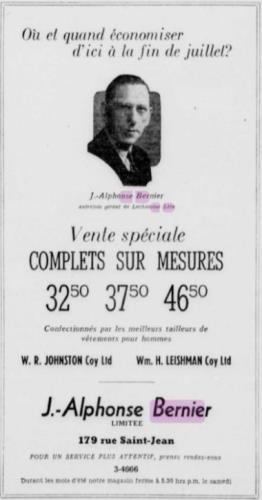 Où et quand économiser
d'ici à la fin de juillet?
J.-Alphonse Bernier
autrefois gérant de Ltée
Vente spéciale
COMPLETS SUR MESURES
32⁵⁰ 37⁵⁰ 46⁵⁰
Confectionnés par les meilleurs tailleurs de
vêtements pour hommes
W. R. JOHNSTON Coy Ltd Wm. H. LEISHMAN Coy Ltd
J.-Alphonse Bernier
LIMITEE
179 rue Saint-Jean
POUR UN SERVICE PLUS ATTENTIF, prenez rendez-vous
3-4666
Durant les mois d'été notre magasin ferme à 5.30 hrs p.m. le samedi